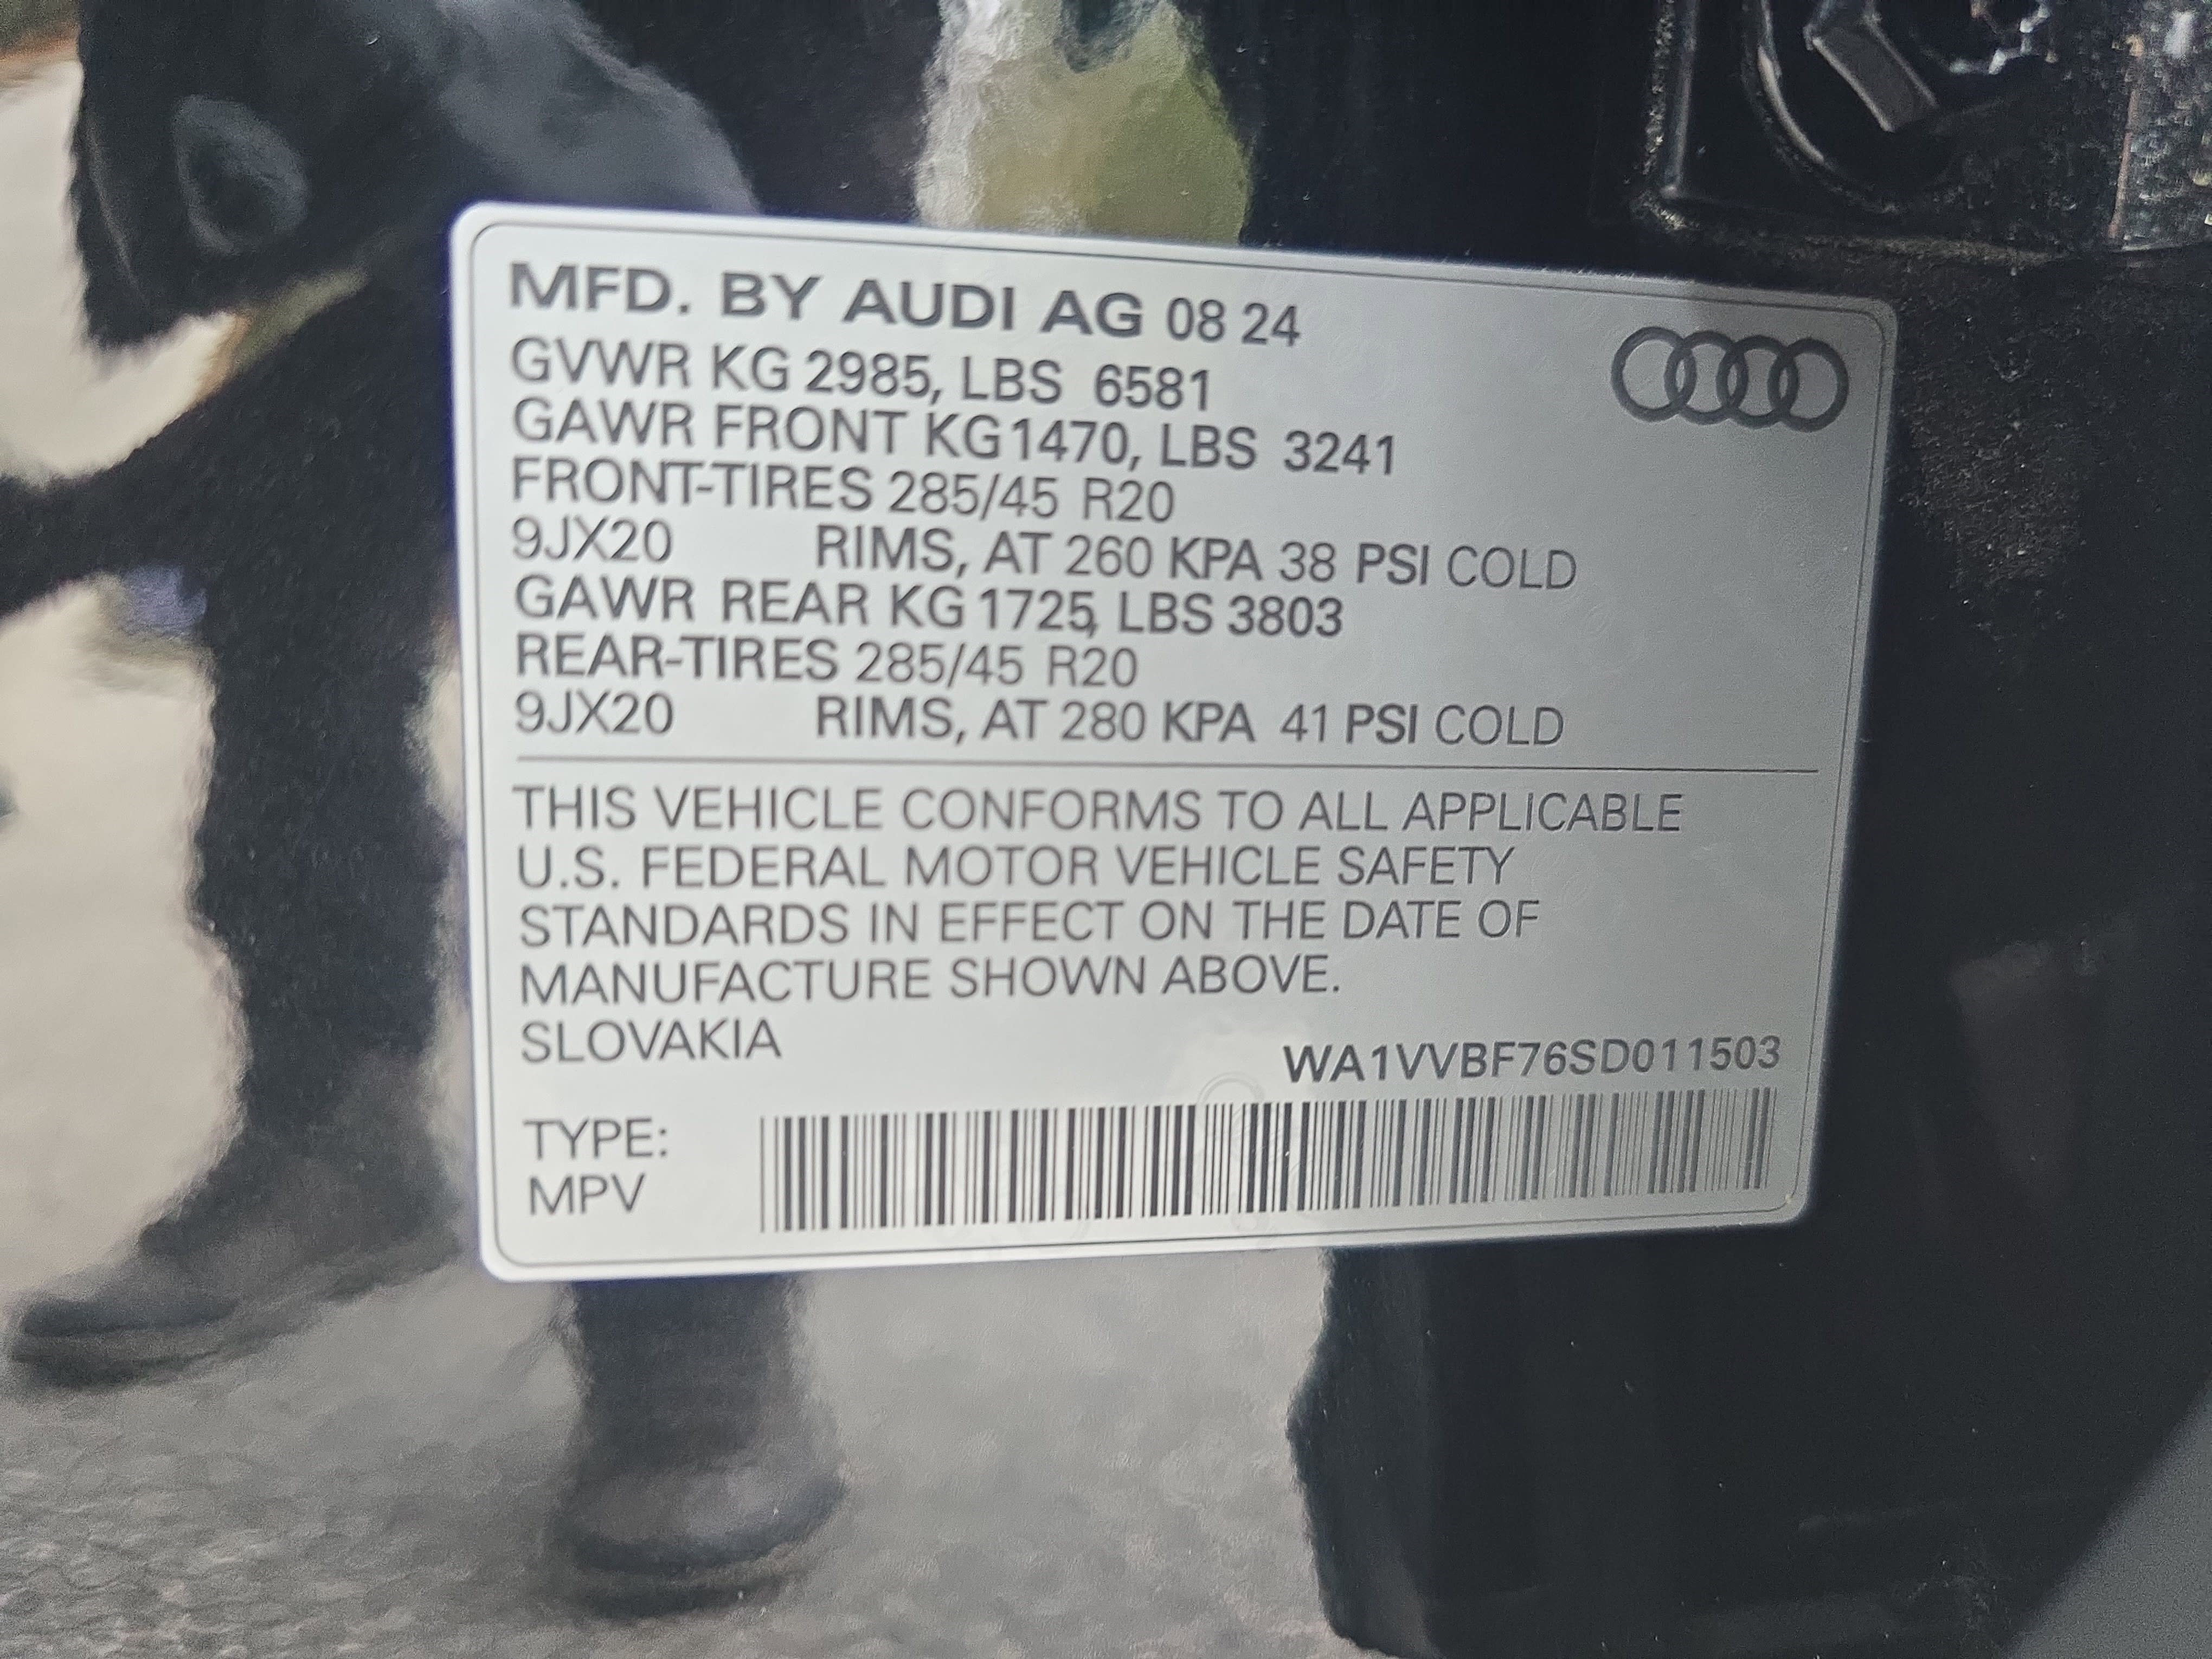 MFD. BY AUDI AG 08 24
GVWR KG 2985, LBS 6581
GAWR FRONT KG 1470, LBS 3241
FRONT-TIRES 285/45 R20
9JX20 RIMS, AT 260 KPA 38 PSI COLD
GAWR REAR KG 1725, LBS 3803
REAR-TIRES 285/45 R20
9JX20 RIMS, AT 280 KPA 41 PSI COLD
THIS VEHICLE CONFORMS TO ALL APPLICABLE
U.S. FEDERAL MOTOR VEHICLE SAFETY
STANDARDS IN EFFECT ON THE DATE OF
MANUFACTURE SHOWN ABOVE.
SLOVAKIA
WA1VVBF76SD011503
TYPE:
MPV